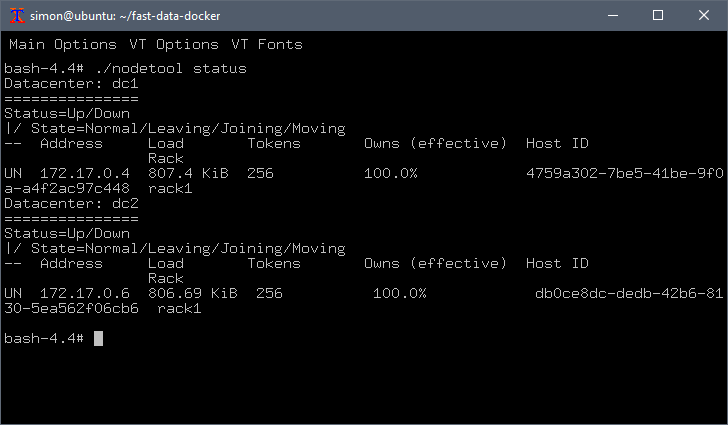 simon@ubuntu: ~/fast-data-docker
Main Options  VT Options  VT Fonts
bash-4.4# ./nodetool status
Datacenter: dc1
===============
Status=Up/Down
|/ State=Normal/Leaving/Joining/Moving
--  Address     Load       Tokens       Owns (effective)  Host ID
                Rack
UN  172.17.0.4  807.4 KiB  256          100.0%            4759a302-7be5-41be-9f0
a-a4f2ac97c448  rack1
Datacenter: dc2
===============
Status=Up/Down
|/ State=Normal/Leaving/Joining/Moving
--  Address     Load       Tokens       Owns (effective)  Host ID
                Rack
UN  172.17.0.6  806.69 KiB  256          100.0%            db0ce8dc-dedb-42b6-81
30-5ea562f06cb6  rack1
bash-4.4#